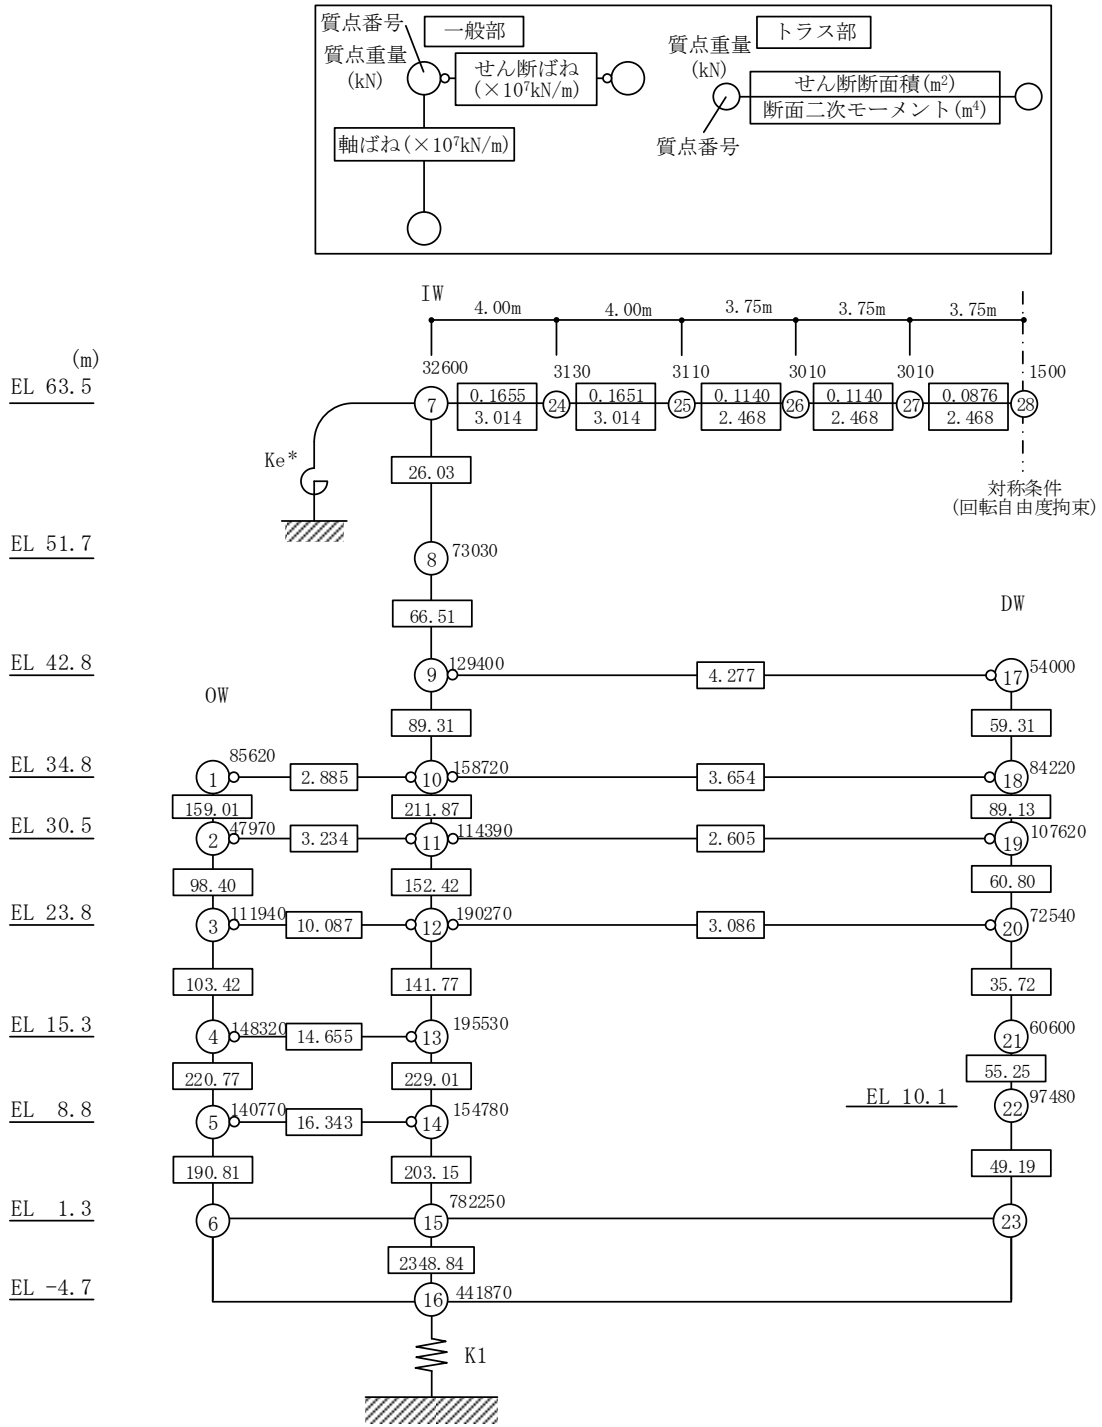 質点番号
一般部
質点重量
(kN)
せん断ばね
(×10⁷kN/m)
軸ばね(×10⁷kN/m)
トラス部
質点重量
(kN)
せん断断面積(m²)
断面二次モーメント(m⁴)
質点番号
IW
4.00m 4.00m 3.75m 3.75m 3.75m
(m)
32600 3130 3110 3010 3010 1500
EL 63.5
7 24 25 26 27 28
0.1655 0.1651 0.1140 0.1140 0.0876
3.014 3.014 2.468 2.468 2.468
Ke*
26.03
対称条件
(回転自由度拘束)
EL 51.7
8 73030
66.51
DW
EL 42.8
9 129400 4.277 17 54000
OW
89.31 59.31
EL 34.8
1 85620 2.885 10 158720 3.654 18 84220
159.01 211.87 89.13
EL 30.5
2 47970 3.234 11 114390 2.605 19 107620
98.40 152.42 60.80
EL 23.8
3 111940 10.087 12 190270 3.086 20 72540
103.42 141.77 35.72
EL 15.3
4 148320 14.655 13 195530 21 60600
220.77 229.01 55.25
EL 8.8
5 140770 16.343 14 154780
EL 10.1
22 97480
190.81 203.15 49.19
EL 1.3
6 15 782250 23
2348.84
EL -4.7
16 441870
K1